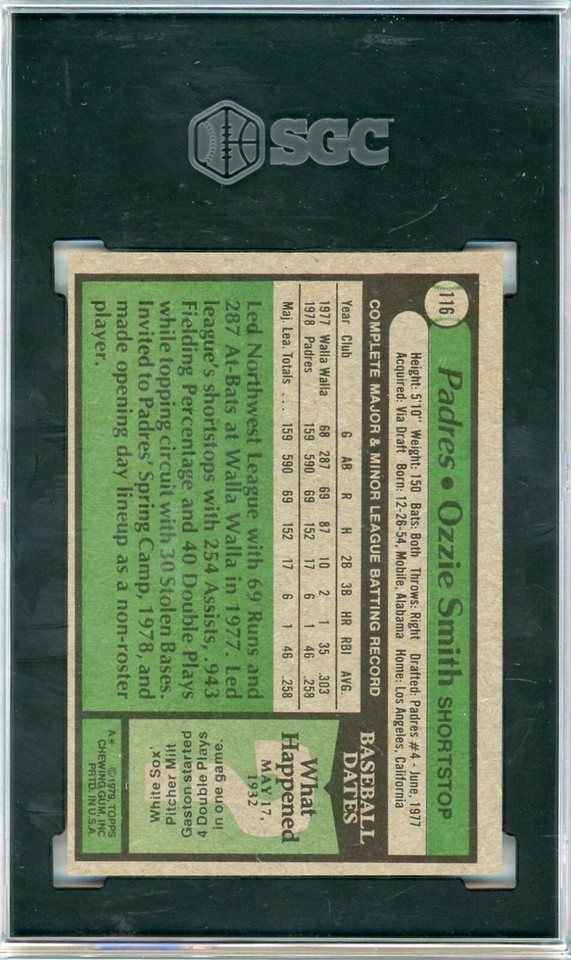 SGC
116
Padres • Ozzie Smith SHORTSTOP
Height: 5'10" Weight: 150 Bats: Both Throws: Right Drafted: Padres #4 - June, 1977
Acquired: Via Draft Born: 12-26-54, Mobile, Alabama Home: Los Angeles, California
COMPLETE MAJOR & MINOR LEAGUE BATTING RECORD
Year Club G AB R H 2B 3B HR RBI AVG.
1977 Walla Walla 68 287 69 87 10 2 1 35 .303
1978 Padres 159 590 69 152 17 6 1 46 .258
Maj. Lea. Totals ... 159 590 69 152 17 6 1 46 .258
Led Northwest League with 69 Runs and
287 At-Bats at Walla Walla in 1977. Led
league's shortstops with 254 Assists, .943
Fielding Percentage and 40 Double Plays
while topping circuit with 30 Stolen Bases.
Invited to Padres' Spring Camp, 1978, and
made opening day lineup as a non-roster
player.
BASEBALL
DATES
What
Happened
MAY 17,
1932
?
White Sox'
Pitcher Milt
Gaston started
4 Double Plays
in one game.
A* ©1979, TOPPS
CHEWING GUM, INC
PRTD. IN U.S.A.